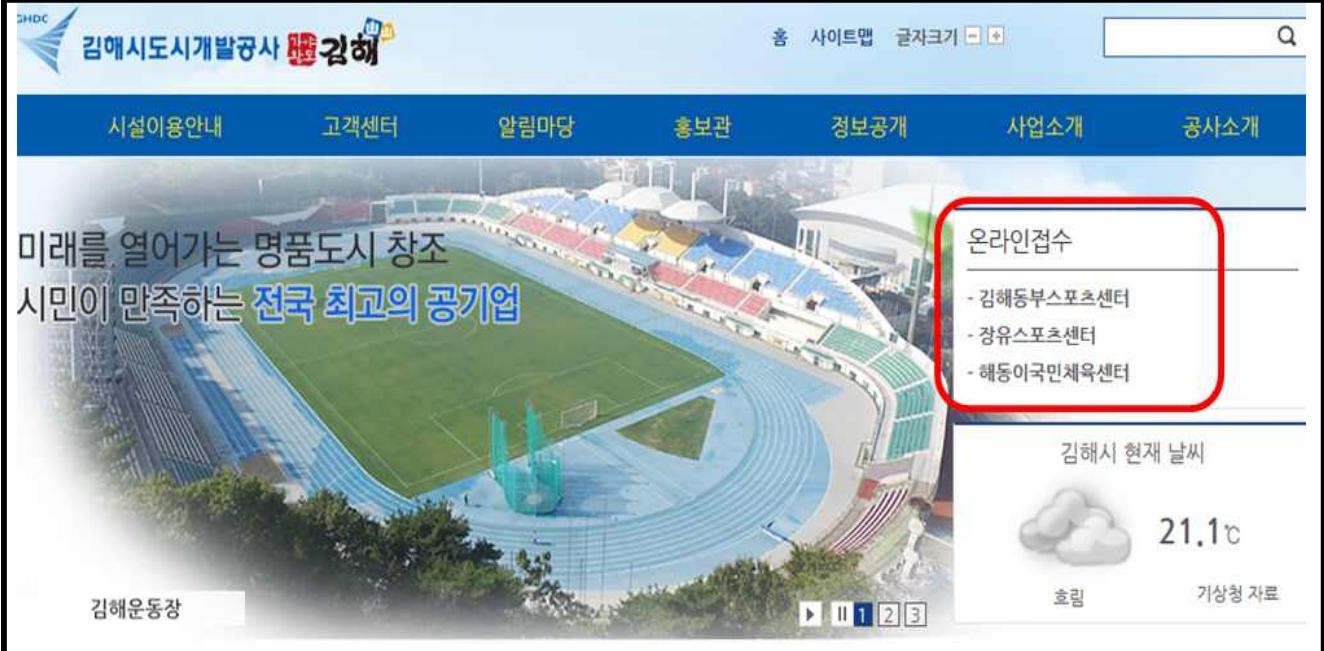 GHDC
김해시도시개발공사 가야왕도 김해
홈 사이트맵 글자크기 - +
시설이용안내 고객센터 알림마당 홍보관 정보공개 사업소개 공사소개
미래를 열어가는 명품도시 창조
시민이 만족하는 전국 최고의 공기업
온라인접수
- 김해동부스포츠센터
- 장유스포츠센터
- 해동이국민체육센터
김해시 현재 날씨
21.1℃
흐림 기상청 자료
김해운동장
1 2 3